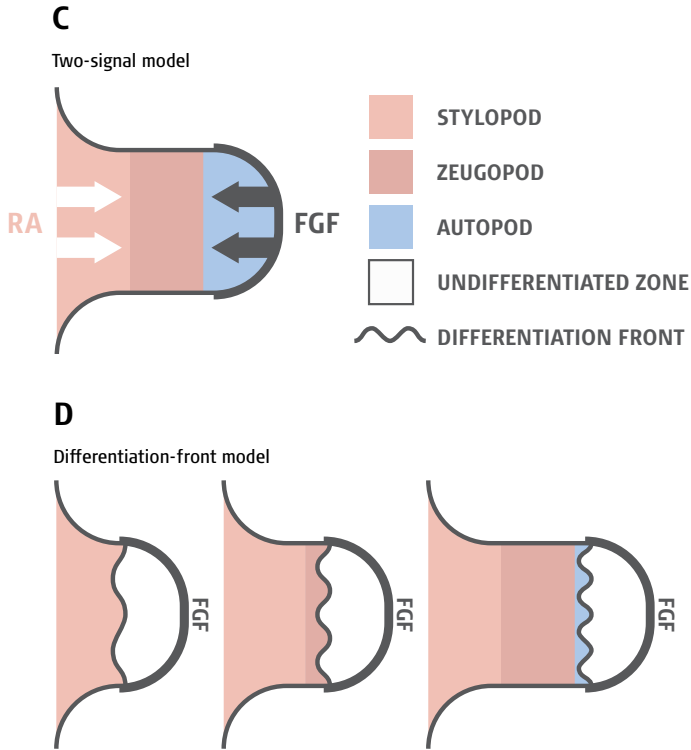 C
Two-signal model
RA
FGF
STYLOPOD
ZEUGOPOD
AUTOPOD
UNDIFFERENTIATED ZONE
DIFFERENTIATION FRONT
D
Differentiation-front model
FGF
FGF
FGF